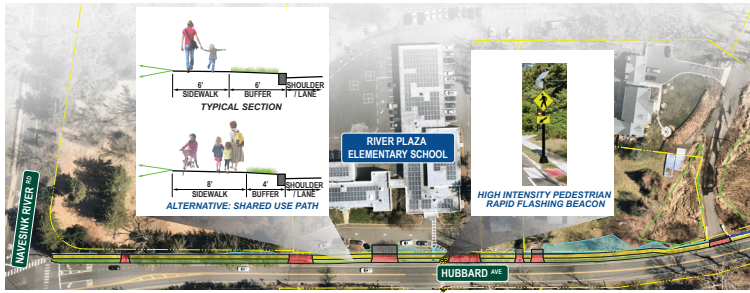 6'
6'
SHOULDER
/ LANE
SIDEWALK
BUFFER
TYPICAL SECTION
8'
4'
SHOULDER
/LANE
SIDEWALK
BUFFER
ALTERNATIVE: SHARED USE PATH
RIVER PLAZA
ELEMENTARY SCHOOL
HIGH INTENSITY PEDESTRIAN
RAPID FLASHING BEACON
NAVESINK RIVER RD
HUBBARD AVE